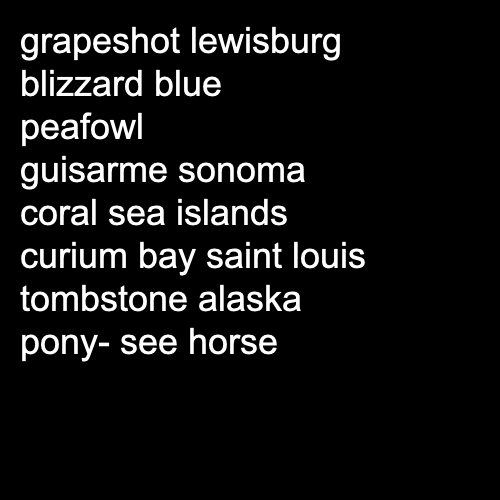 grapeshot lewisburg
blizzard blue
peafowl
guisarme sonoma
coral sea islands
curium bay saint louis
tombstone alaska
pony- see horse